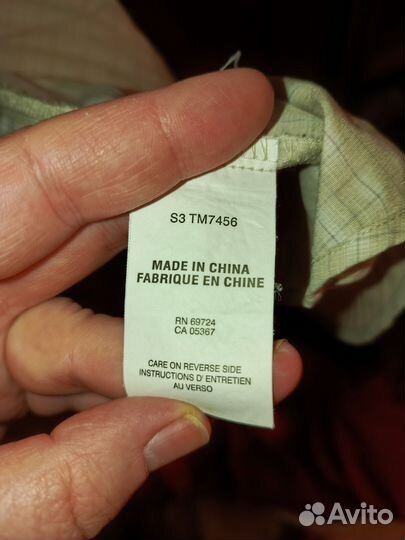 S3 TM7456
MADE IN CHINA
FABRIQUE EN CHINE
RN 69724
CA 05367
CARE ON REVERSE SIDE
INSTRUCTIONS D' ENTRETIEN
AU VERSO
Avito